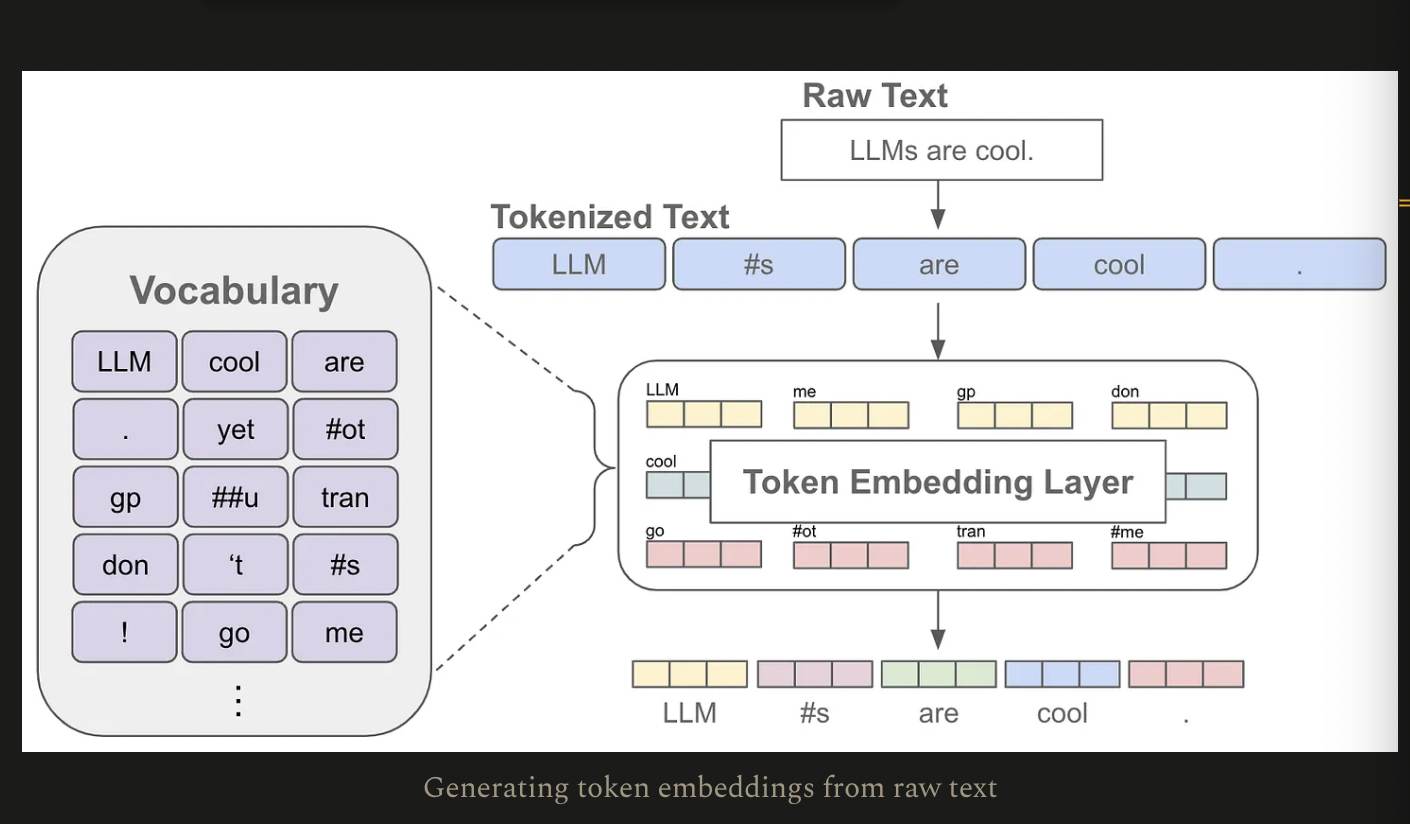 Raw Text
LLMs are cool.
Tokenized Text
LLM #s are cool .
Vocabulary
LLM cool are
. yet #ot
gp ##u tran
don ‘t #s
! go me
⋮
LLM me gp don
cool
Token Embedding Layer
go #ot tran #me
LLM #s are cool .
Generating token embeddings from raw text